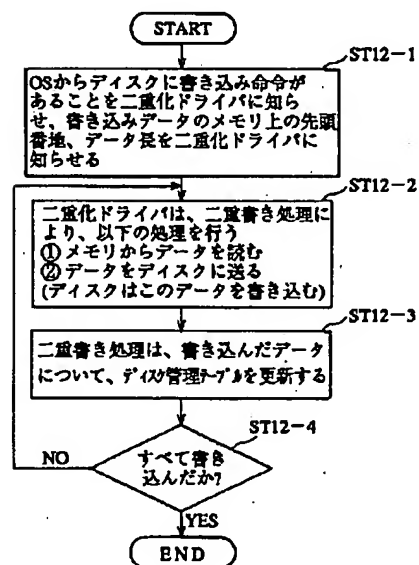 START
ST12-1
OSからディスクに書き込み命令が
あることを二重化ドライバに知ら
せ、書き込みデータのメモリ上の先頭
番地、データ長を二重化ドライバに
知らせる
ST12-2
二重化ドライバは、二重書き処理に
より、以下の処理を行う
① メモリからデータを読む
② データをディスクに送る
(ディスクはこのデータを書き込む)
ST12-3
二重書き処理は、書き込んだデータ
について、ディスク管理テーブルを更新する
ST12-4
NO
すべて書き
込んだか?
YES
END